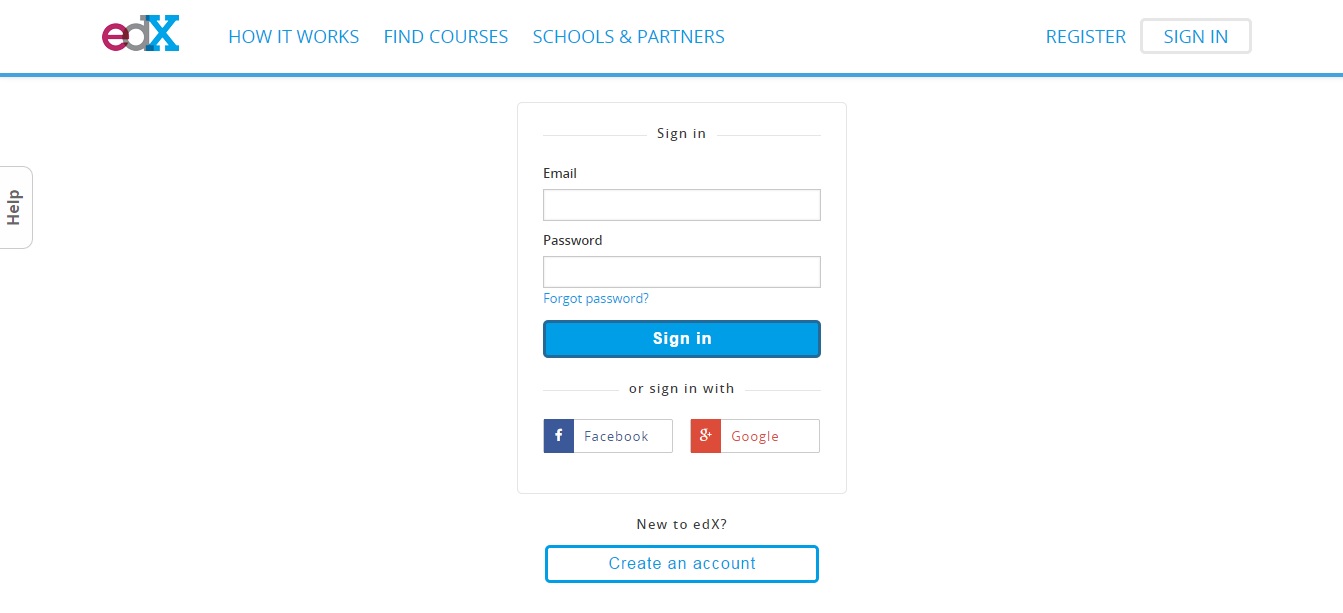 edX HOW IT WORKS FIND COURSES SCHOOLS & PARTNERS REGISTER SIGN IN
Help
Sign in
Email
Password
Forgot password?
Sign in
or sign in with
f Facebook g+ Google
New to edX?
Create an account